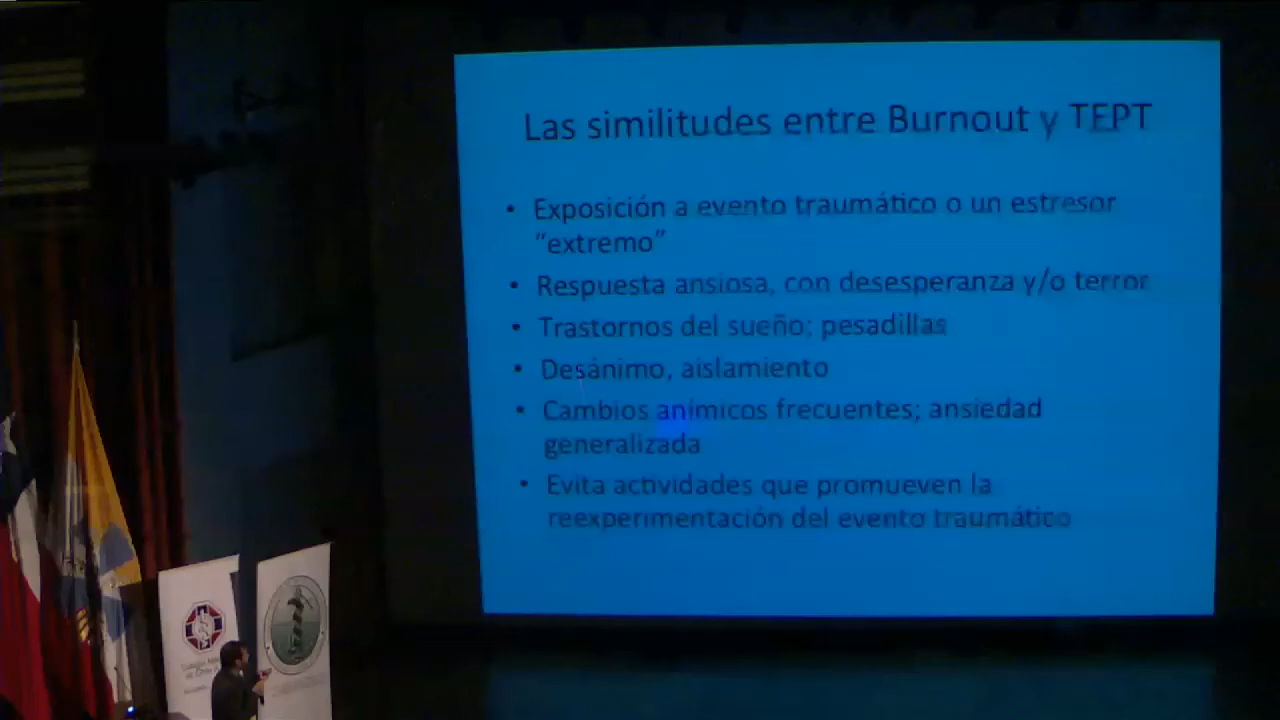 Las similitudes entre Burnout y TEPT
• Exposición a evento traumático o un estresor
“extremo”
• Respuesta ansiosa, con desesperanza y/o terror
• Trastornos del sueño; pesadillas
• Desánimo, aislamiento
• Cambios anímicos frecuentes; ansiedad
generalizada
• Evita actividades que promueven la
reexperimentación del evento traumático